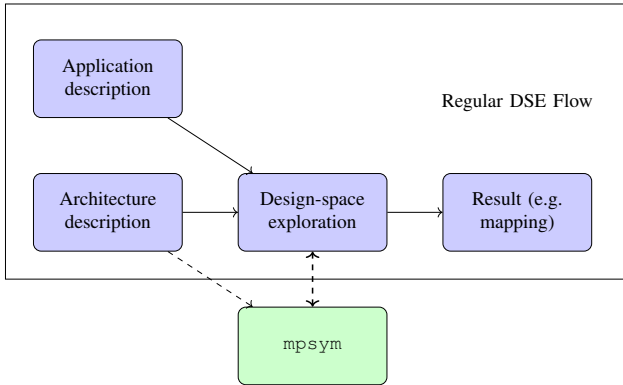 Application
description
Regular DSE Flow
Architecture
description
Design-space
exploration
Result (e.g.
mapping)
mpsym